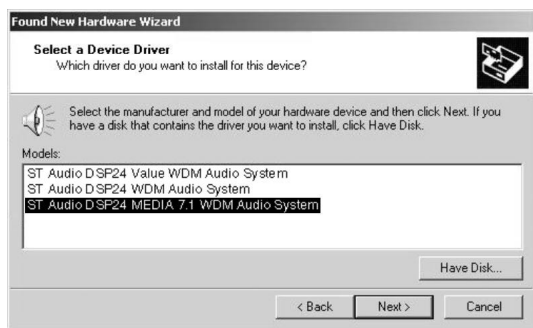 Found New Hardware Wizard
Select a Device Driver
Which driver do you want to install for this device?
Select the manufacturer and model of your hardware device and then click Next. If you
have a disk that contains the driver you want to install, click Have Disk.
Models:
ST Audio DSP24 Value WDM Audio System
ST Audio DSP24 WDM Audio System
ST Audio DSP24 MEDIA 7.1 WDM Audio System
Have Disk...
< Back Next > Cancel